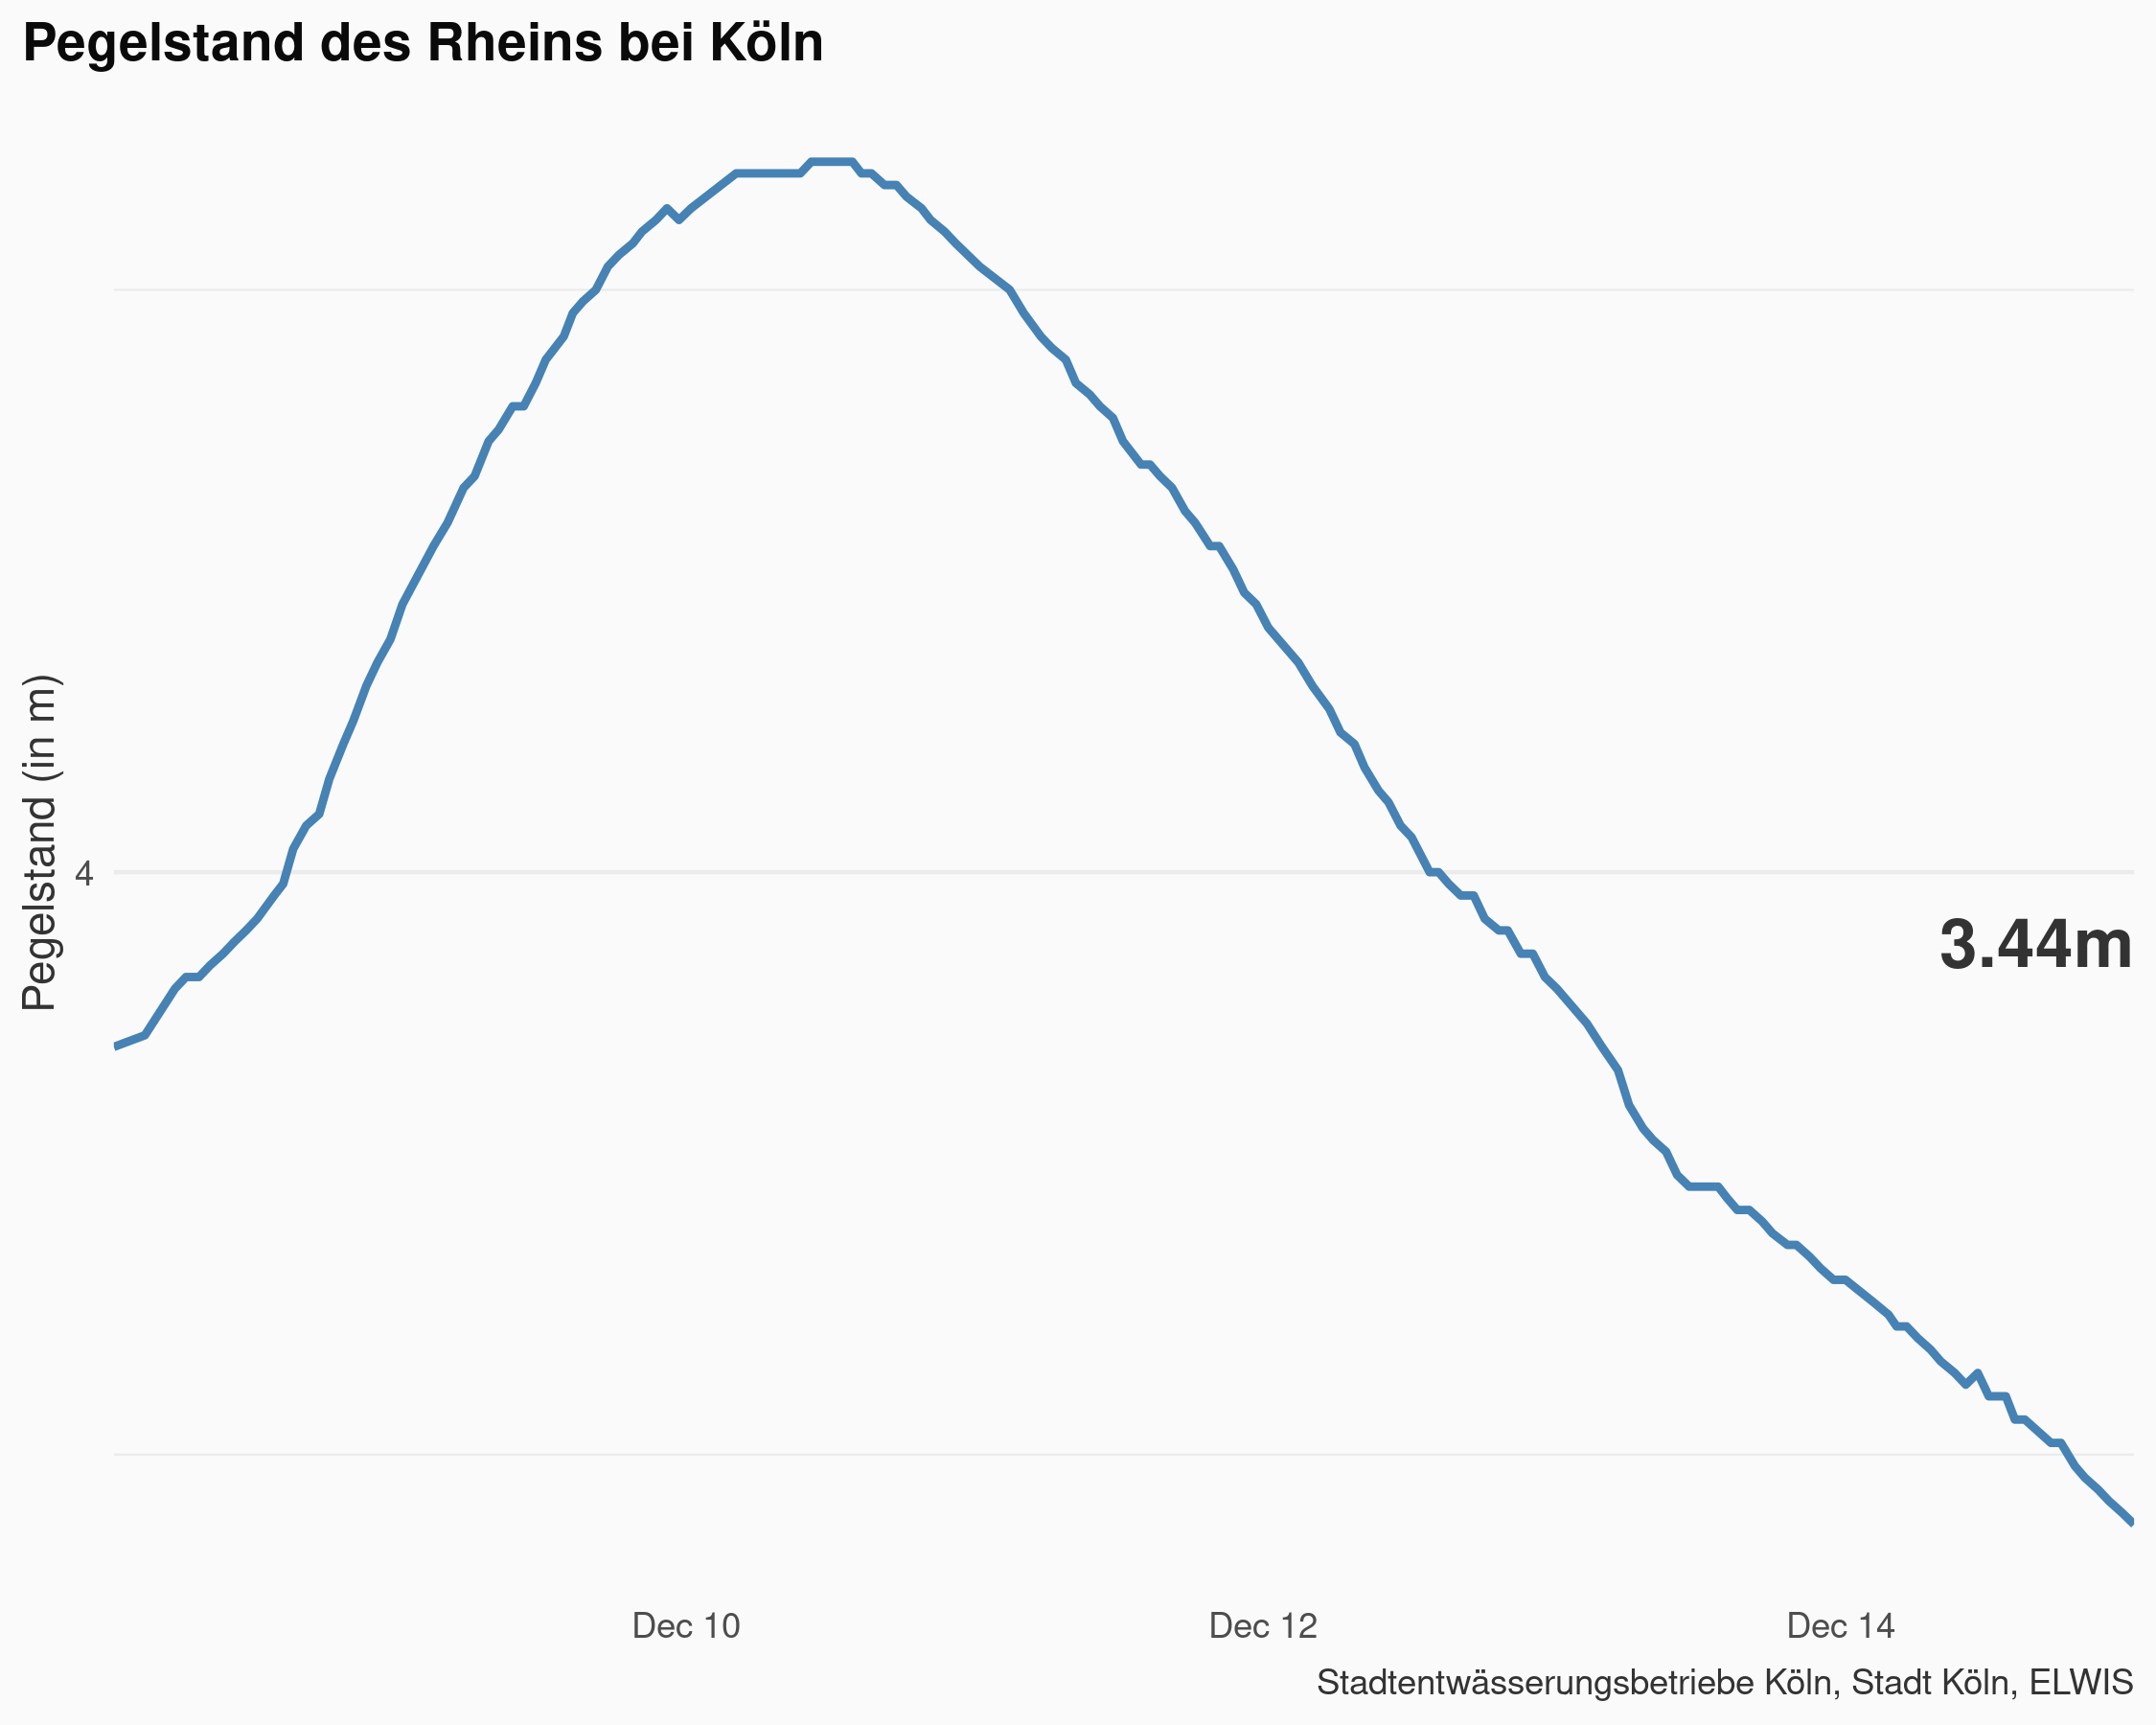 Pegelstand des Rheins bei Köln
Pegelstand (in m)
4
3.44m
Dec 10
Dec 12
Dec 14
Stadtentwässerungsbetriebe Köln, Stadt Köln, ELWIS